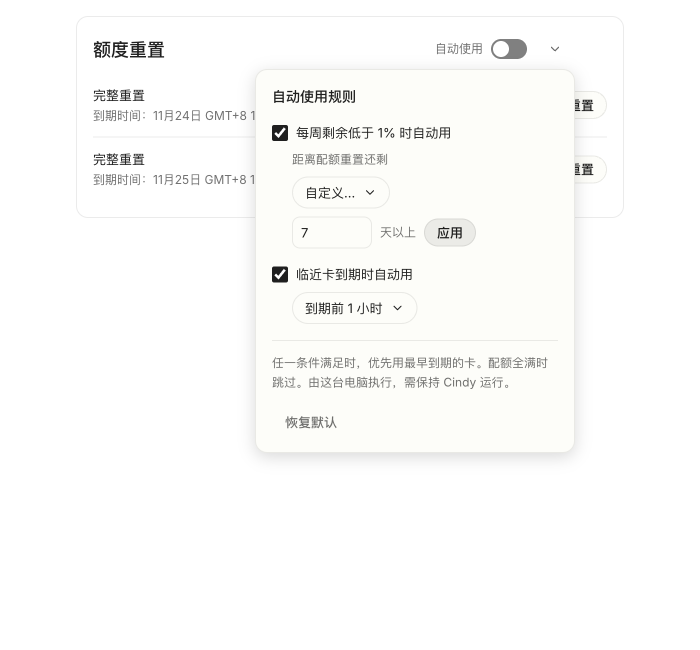 额度重置
自动使用
完整重置
到期时间：11月24日 GMT+8 1
重置
完整重置
到期时间：11月25日 GMT+8 1
重置
自动使用规则
每周剩余低于 1% 时自动用
距离配额重置还剩
自定义...
7 天以上 应用
临近卡到期时自动用
到期前 1 小时
任一条件满足时，优先用最早到期的卡。配额全满时
跳过。由这台电脑执行，需保持 Cindy 运行。
恢复默认